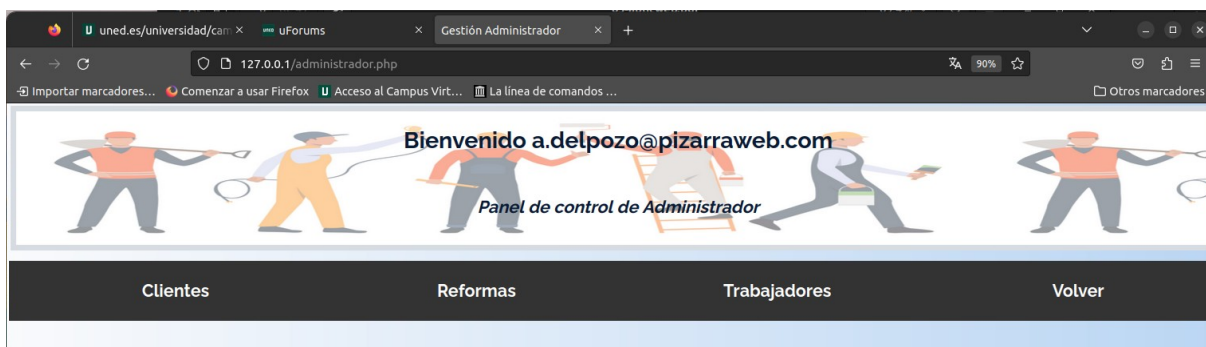 uned.es/universidad/cam
uned uForums
Gestión Administrador
127.0.0.1/administrador.php
90%
Importar marcadores...
Comenzar a usar Firefox
Acceso al Campus Virt...
La línea de comandos ...
Otros marcadores
Bienvenido a.delpozo@pizarraweb.com
Panel de control de Administrador
Clientes
Reformas
Trabajadores
Volver